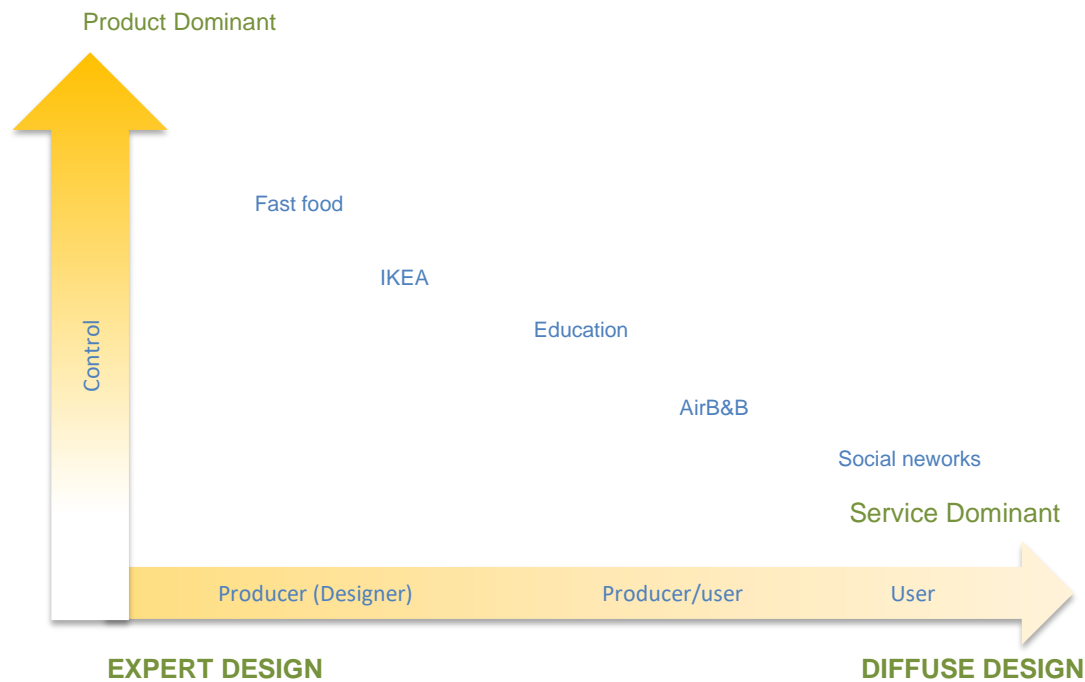 Product Dominant
Fast food
IKEA
Control
Education
AirB&B
Social neworks
Service Dominant
Producer (Designer)
Producer/user
User
EXPERT DESIGN
DIFFUSE DESIGN